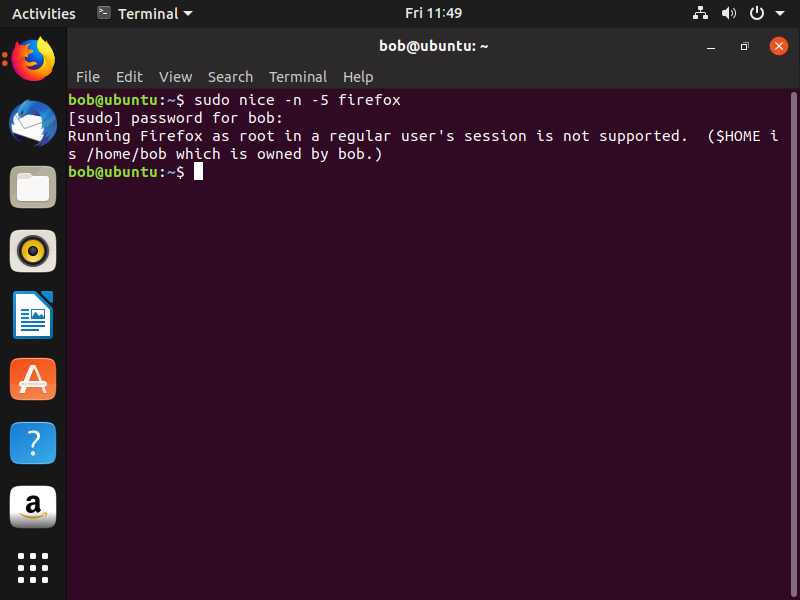 Activities Terminal Fri 11:49
bob@ubuntu: ~
File Edit View Search Terminal Help
bob@ubuntu:~$ sudo nice -n -5 firefox
[sudo] password for bob:
Running Firefox as root in a regular user's session is not supported.  ($HOME i
s /home/bob which is owned by bob.)
bob@ubuntu:~$
?
a